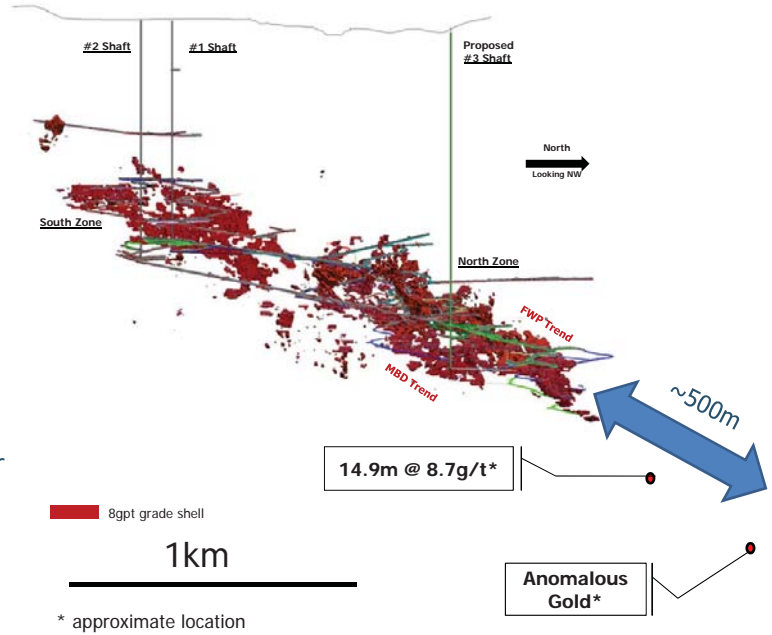 #2 Shaft
#1 Shaft
Proposed
#3 Shaft
North
Looking NW
South Zone
North Zone
FWP Trend
MBD Trend
~500m
14.9m @ 8.7g/t*
8gpt grade shell
1km
Anomalous
Gold*
* approximate location